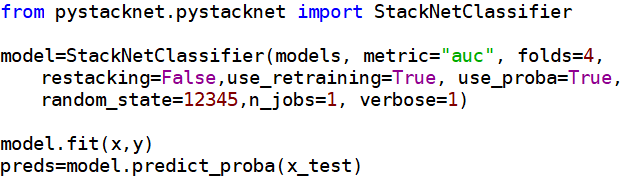 from pystacknet.pystacknet import StackNetClassifier
model=StackNetClassifier(models, metric="auc", folds=4,
restacking=False,use_retraining=True, use_proba=True,
random_state=12345,n_jobs=1, verbose=1)
model.fit(x,y)
preds=model.predict_proba(x_test)